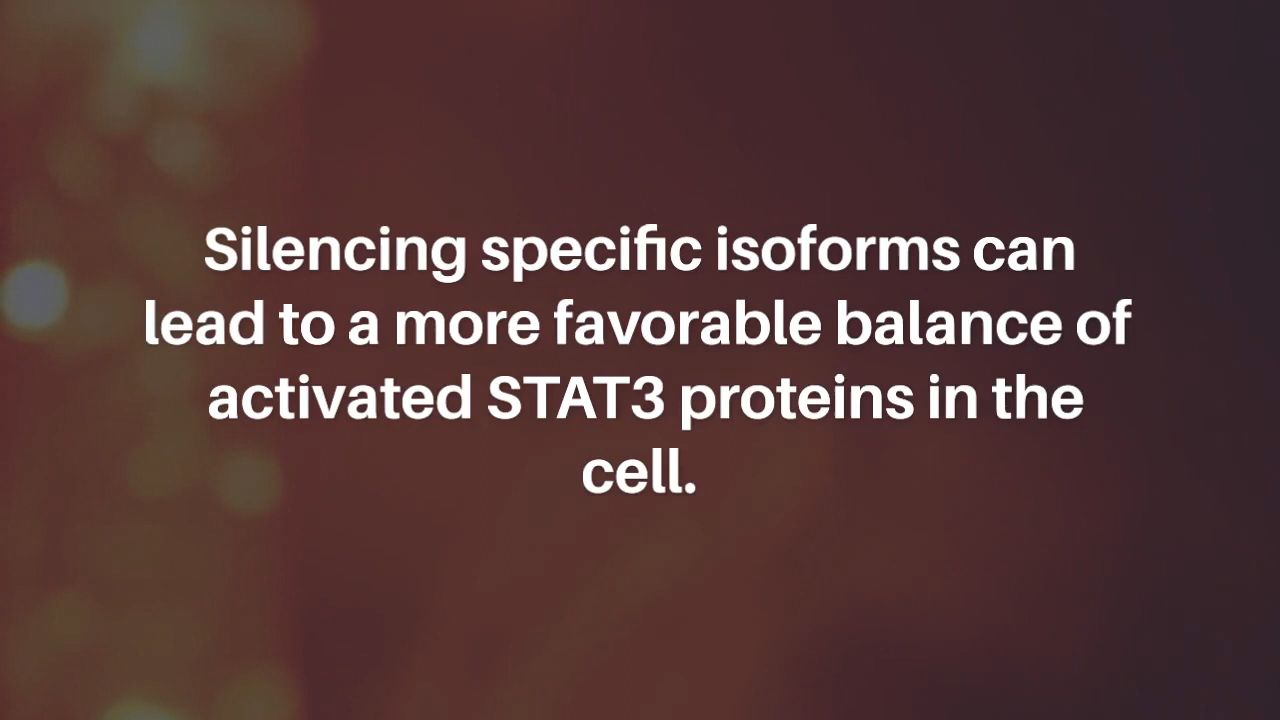 Silencing specific isoforms can
lead to a more favorable balance of
activated STAT3 proteins in the
cell.